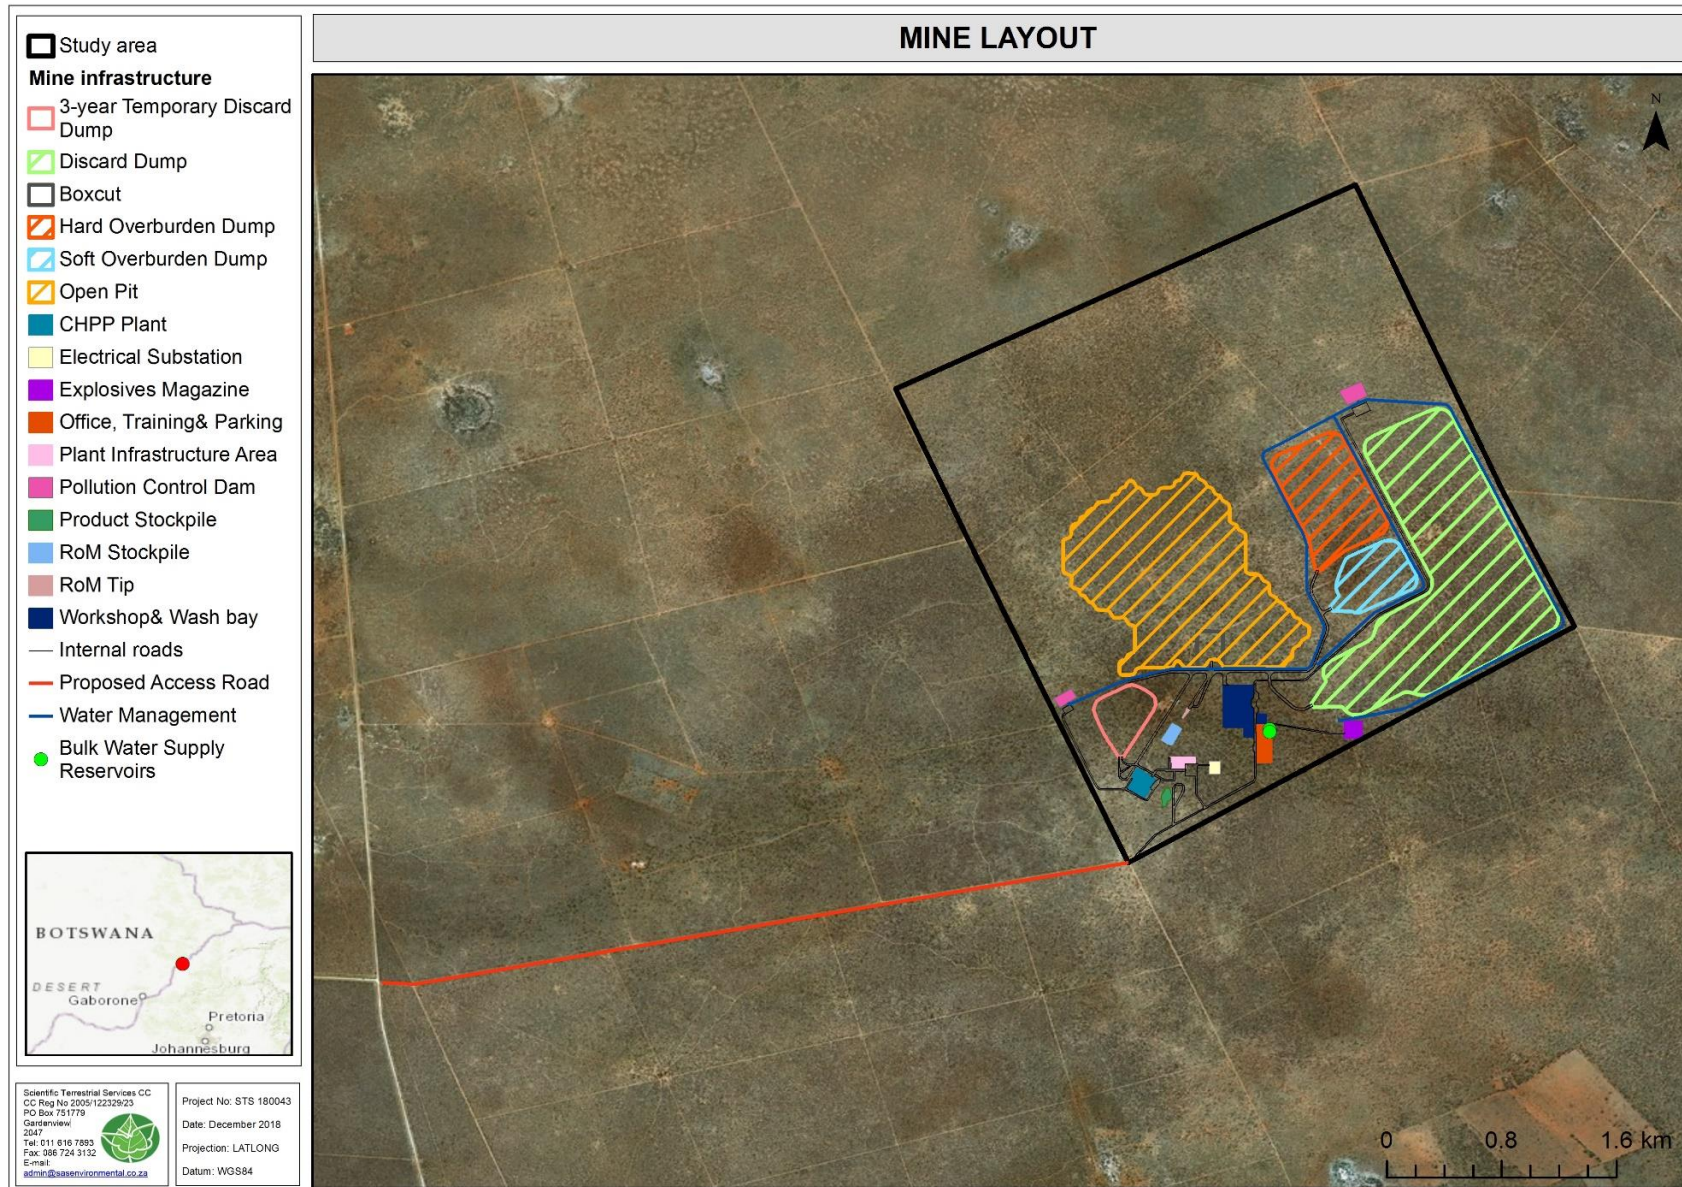 MINE LAYOUT
Study area
Mine infrastructure
3-year Temporary Discard
Dump
Discard Dump
Boxcut
Hard Overburden Dump
Soft Overburden Dump
Open Pit
CHPP Plant
Electrical Substation
Explosives Magazine
Office, Training& Parking
Plant Infrastructure Area
Pollution Control Dam
Product Stockpile
RoM Stockpile
RoM Tip
Workshop& Wash bay
Internal roads
Proposed Access Road
Water Management
Bulk Water Supply
Reservoirs
BOTSWANA
DESERT
Gaborone
Pretoria
Johannesburg
Scientific Terrestrial Services CC
CC Reg No 2005/122329/23
PO Box 751779
Gardenview
2047
Tel: 011 616 7893
Fax: 086 724 3132
E-mail:
admin@sasenvironmental.co.za
Project No: STS 180043
Date: December 2018
Projection: LATLONG
Datum: WGS84
N
0 0.8 1.6 km